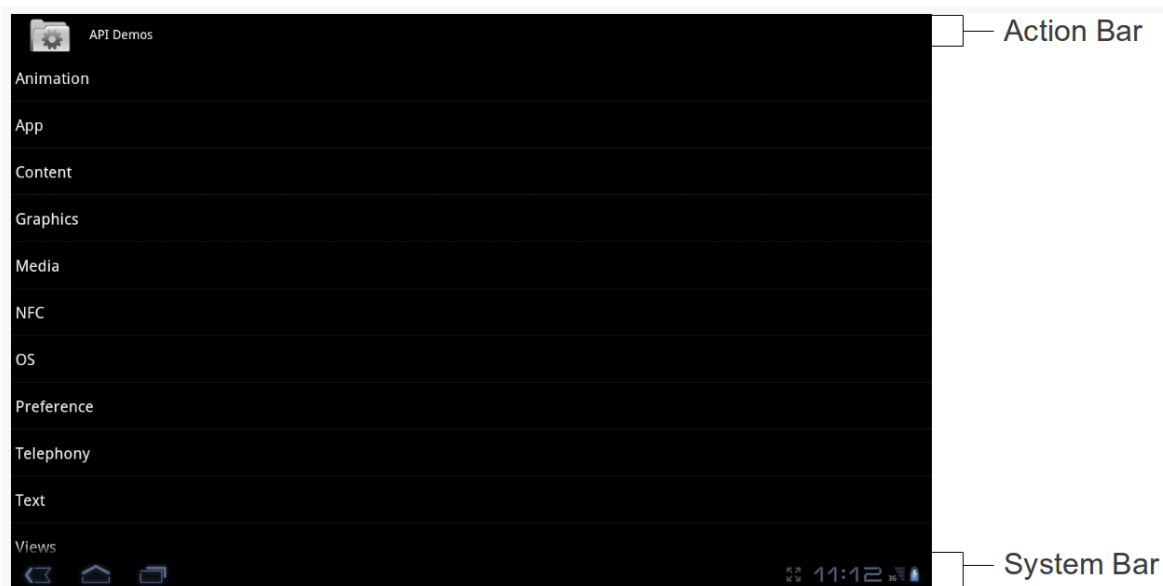 API Demos
Action Bar
Animation
App
Content
Graphics
Media
NFC
OS
Preference
Telephony
Text
Views
System Bar
11:12
3G